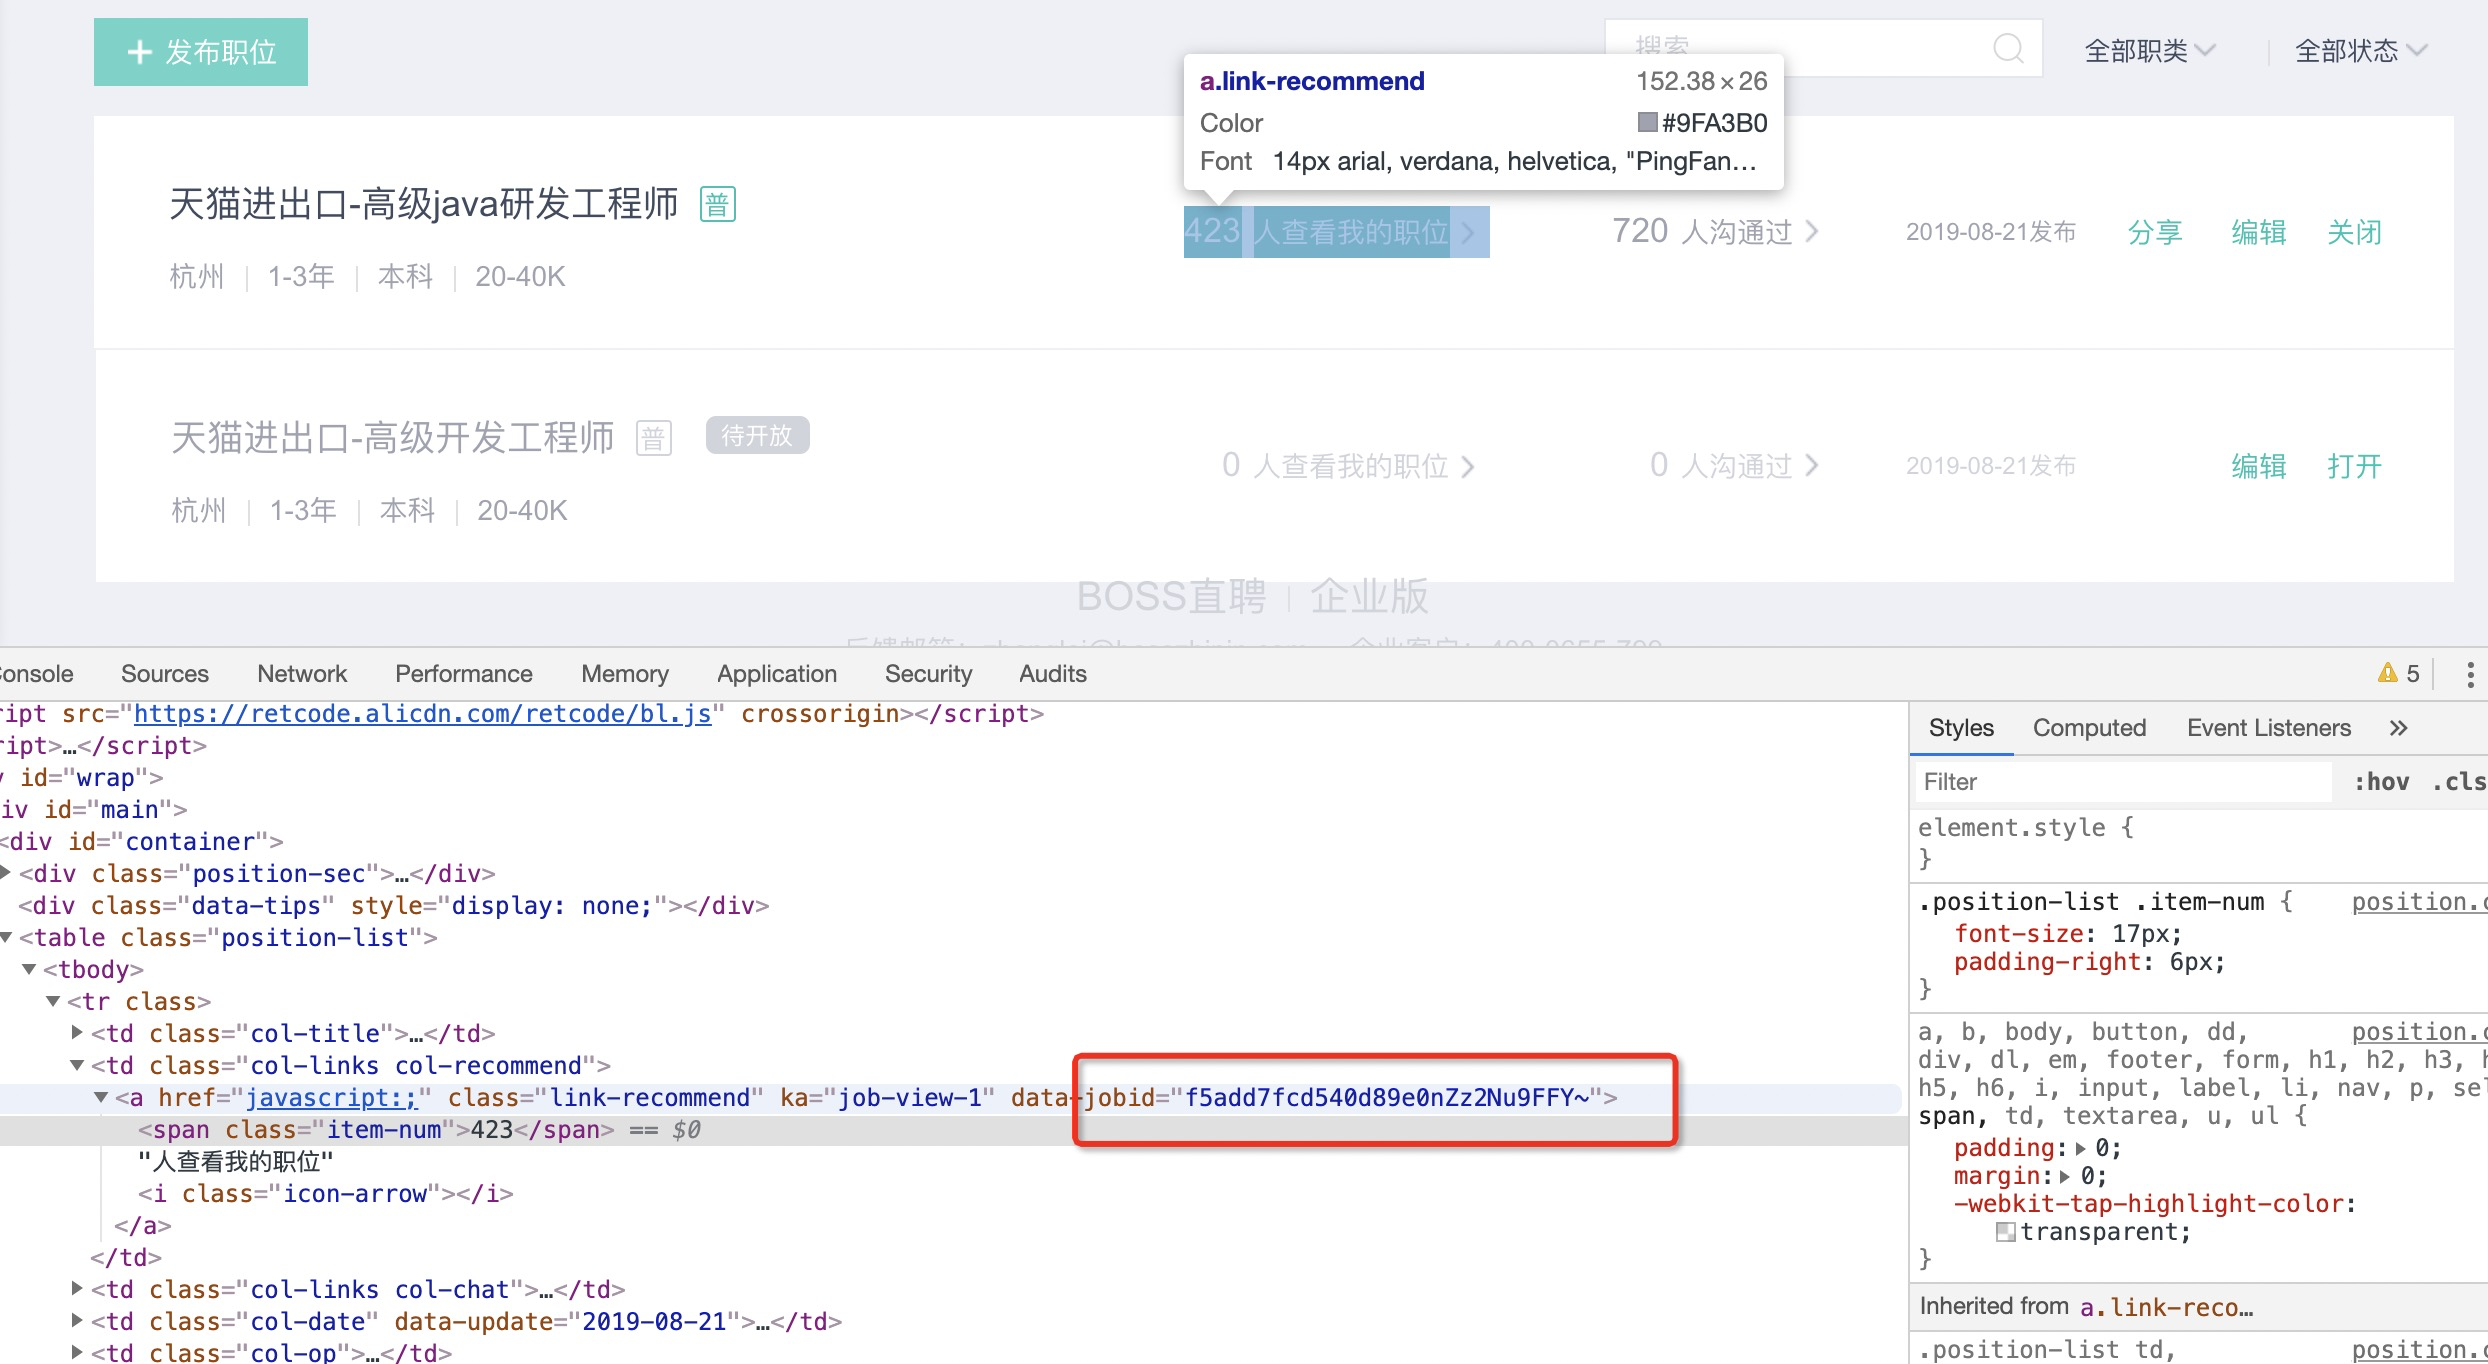 发布职位
搜索
全部职类
全部状态
a.link-recommend 152.38×26
Color #9FA3B0
Font 14px arial, verdana, helvetica, "PingFan...
天猫进出口-高级java研发工程师 普
423 人查看我的职位 720 人沟通过 2019-08-21发布 分享 编辑 关闭
杭州 1-3年 本科 20-40K
天猫进出口-高级开发工程师 普 待开放
0 人查看我的职位 0 人沟通过 2019-08-21发布 编辑 打开
杭州 1-3年 本科 20-40K
BOSS直聘 企业版
onsole Sources Network Performance Memory Application Security Audits 5
ript src="https://retcode.alicdn.com/retcode/bl.js" crossorigin></script>
ript>…</script>
id="wrap">
iv id="main">
<div id="container">
<div class="position-sec">…</div>
<div class="data-tips" style="display: none;"></div>
<table class="position-list">
<tbody>
<tr class>
<td class="col-title">…</td>
<td class="col-links col-recommend">
<a href="javascript:;" class="link-recommend" ka="job-view-1" data-jobid="f5add7fcd540d89e0nZz2Nu9FFY~">
<span class="item-num">423</span> == $0
"人查看我的职位"
<i class="icon-arrow"></i>
</a>
</td>
<td class="col-links col-chat">…</td>
<td class="col-date" data-update="2019-08-21">…</td>
<td class="col-op">…</td>
Styles Computed Event Listeners »
Filter :hov .cls
element.style {
}
.position-list .item-num { position.c
font-size: 17px;
padding-right: 6px;
}
a, b, body, button, dd, position.c
div, dl, em, footer, form, h1, h2, h3, h
h5, h6, i, input, label, li, nav, p, sel
span, td, textarea, u, ul {
padding: 0;
margin: 0;
-webkit-tap-highlight-color:
transparent;
}
Inherited from a.link-reco…
.position-list td, position.c